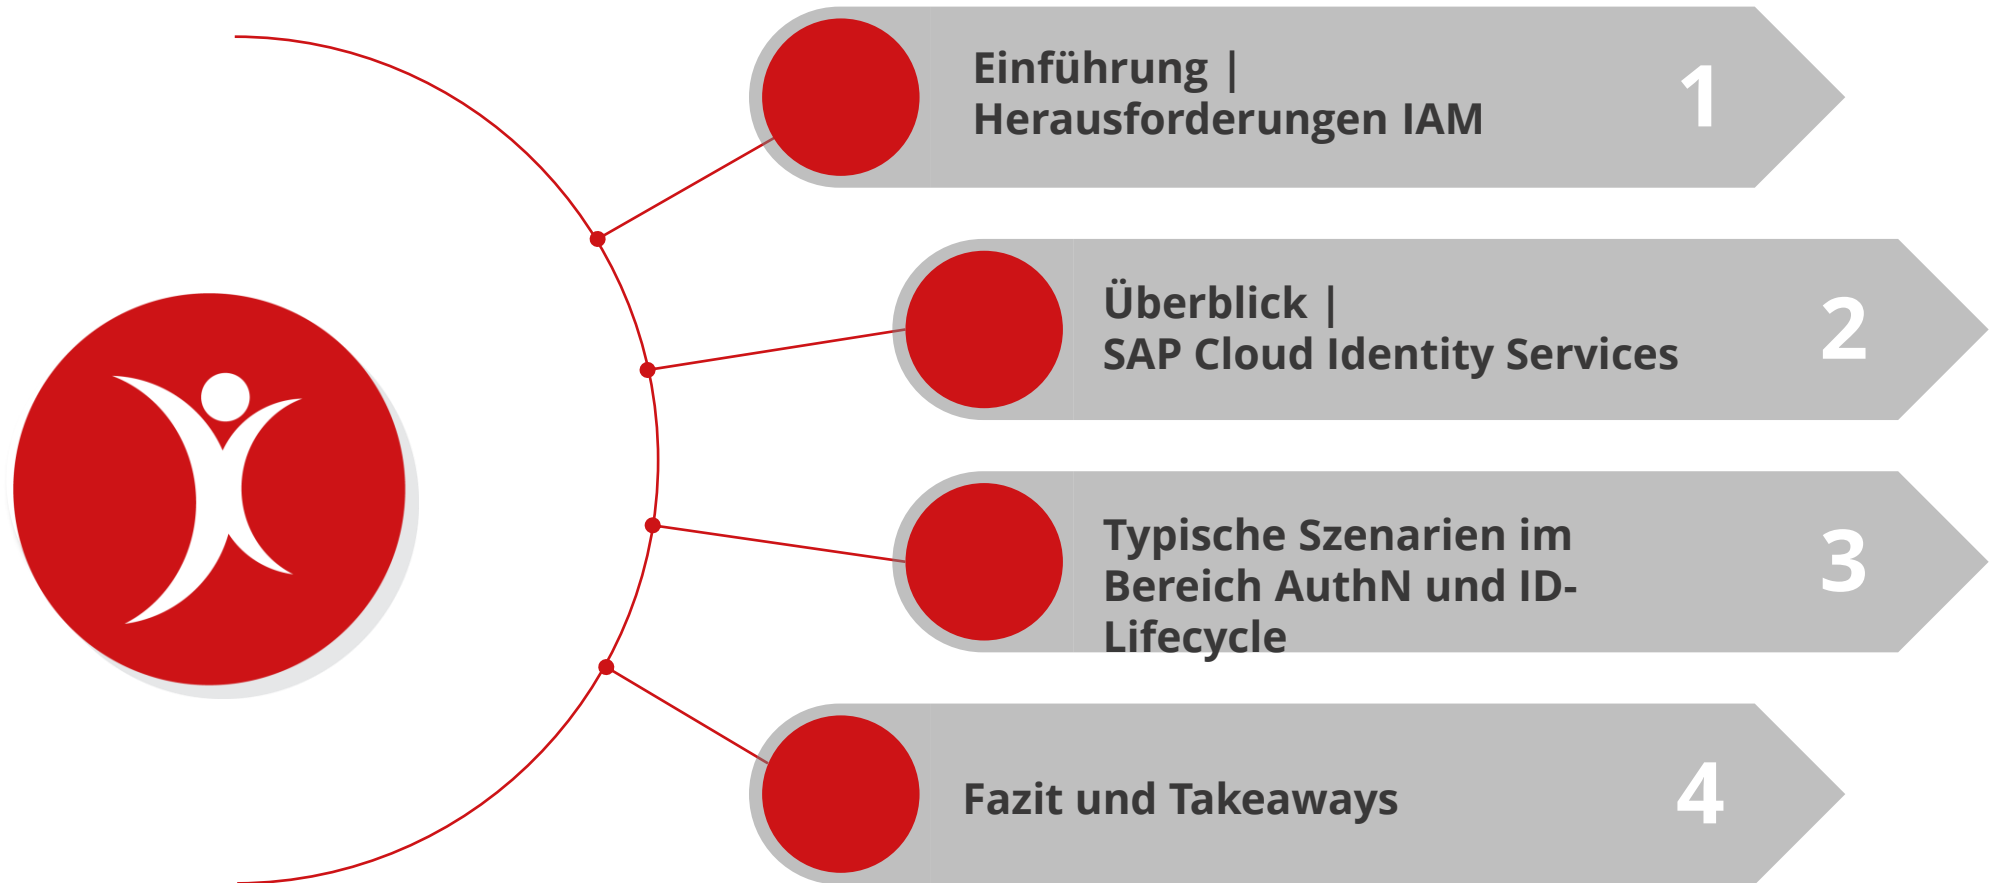 Einführung |
Herausforderungen IAM
1
Überblick |
SAP Cloud Identity Services
2
Typische Szenarien im
Bereich AuthN und ID-
Lifecycle
3
Fazit und Takeaways
4